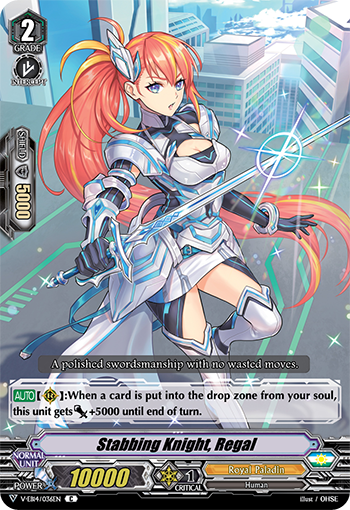 2
GRADE
INTERCEPT
SHIELD
5000
A polished swordsmanship with no wasted moves.
AUTO [ ]:When a card is put into the drop zone from your soul,
this unit gets +5000 until end of turn.
Stabbing Knight, Regal
NORMAL
UNIT
POWER
10000
1
CRITICAL
Royal Paladin
Human
V-EB14/036EN C
Illust / OHSE